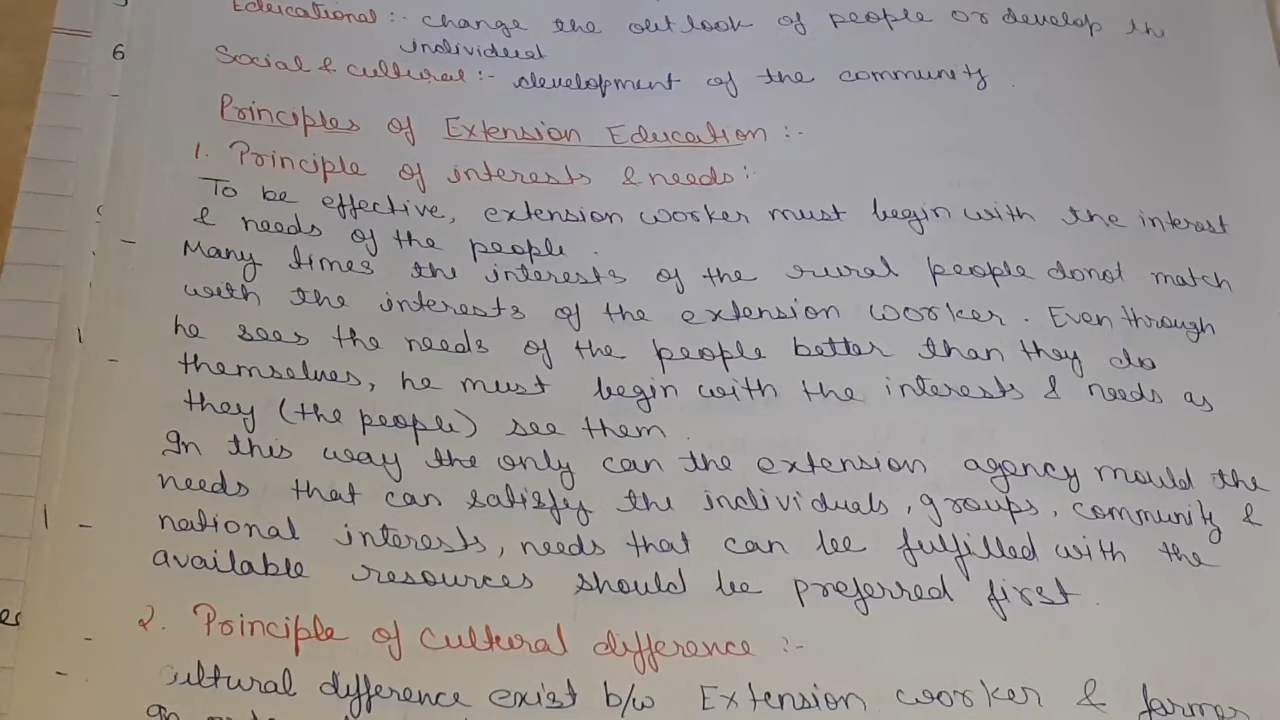 Educational :- change the outlook of people or develop the
individual
6
Social & cultural :- development of the community.
Principles of Extension Education :-
1. Principle of interests & needs :-
To be effective, extension worker must begin with the interest
& needs of the people.
Many times the interests of the rural people donot match
with the interests of the extension worker. Even through
he sees the needs of the people better than they do
themselves, he must begin with the interests & needs as
they (the people) see them.
In this way the only can the extension agency mould the
needs that can satisfy the individuals, groups, community &
national interests, needs that can be fulfilled with the
available resources should be preferred first.
2. Principle of cultural difference :-
cultural difference exist b/w Extension worker & farmer